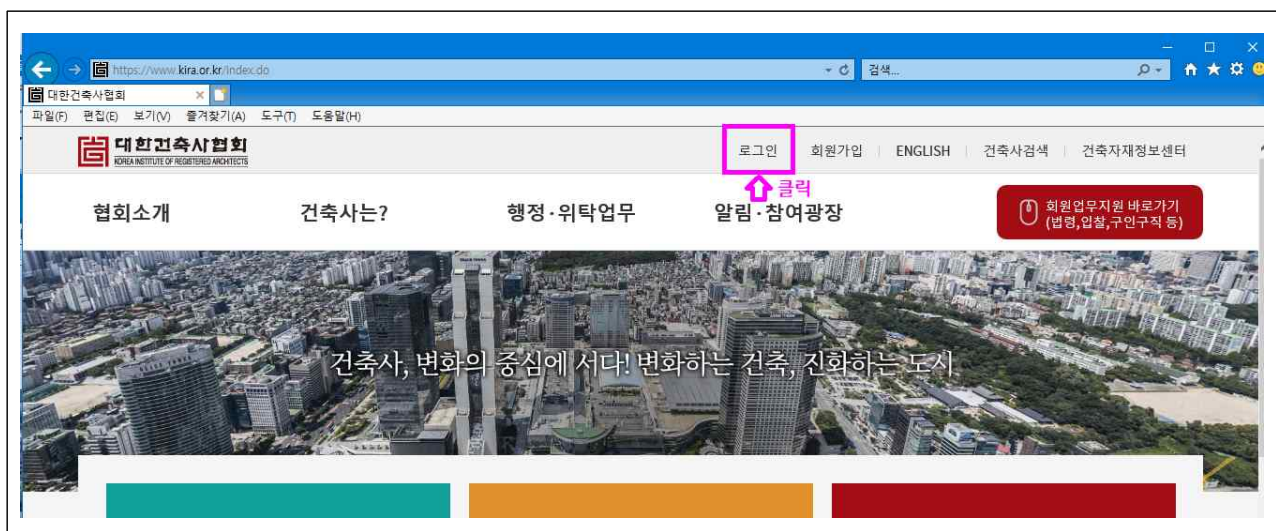 https://www.kira.or.kr/index.do
검색...
대한건축사협회
파일(F) 편집(E) 보기(V) 즐겨찾기(A) 도구(T) 도움말(H)
대한건축사협회
KOREA INSTITUTE OF REGISTERED ARCHITECTS
로그인 회원가입 ENGLISH 건축사검색 건축자재정보센터
클릭
협회소개 건축사는? 행정·위탁업무 알림·참여광장
회원업무지원 바로가기
(법령,입찰,구인구직 등)
건축사, 변화의 중심에 서다! 변화하는 건축, 진화하는 도시